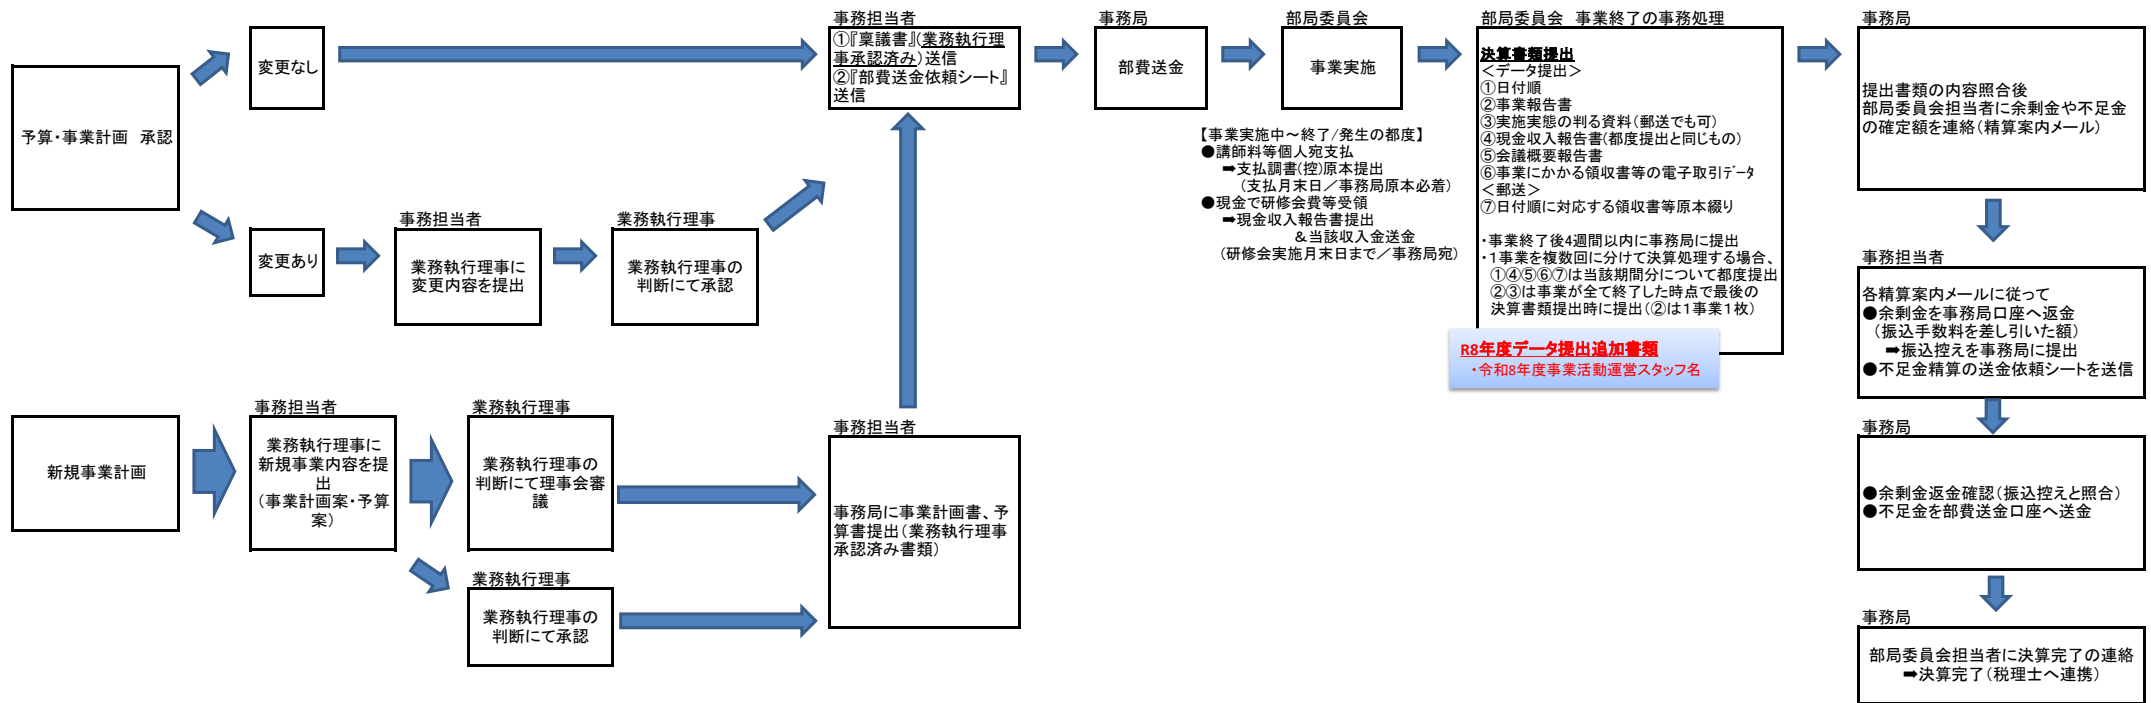 予算・事業計画　承認
変更なし
変更あり
事務担当者
業務執行理事に
変更内容を提出
業務執行理事
業務執行理事の
判断にて承認
事務担当者
①『稟議書』（業務執行理
事承認済み）送信
②『部費送金依頼シート』
送信
事務局
部費送金
部局委員会
事業実施
【事業実施中～終了/発生の都度】
●講師料等個人宛支払
➡支払調書(控)原本提出
（支払月末日／事務局原本必着）
●現金で研修会費等受領
➡現金収入報告書提出
＆当該収入金送金
（研修会実施月末日まで／事務局宛）
部局委員会　事業終了の事務処理
決算書類提出
＜データ提出＞
①日付順
②事業報告書
③実施実態の判る資料（郵送でも可）
④現金収入報告書(都度提出と同じもの）
⑤会議概要報告書
⑥事業にかかる領収書等の電子取引ﾃﾞｰﾀ
＜郵送＞
⑦日付順に対応する領収書等原本綴り
・事業終了後4週間以内に事務局に提出
・１事業を複数回に分けて決算処理する場合、
①④⑤⑥⑦は当該期間分について都度提出
②③は事業が全て終了した時点で最後の
決算書類提出時に提出（②は１事業１枚）
R8年度データ提出追加書類
・令和8年度事業活動運営スタッフ名
事務局
提出書類の内容照合後
部局委員会担当者に余剰金や不足金
の確定額を連絡（精算案内メール）
事務担当者
各精算案内メールに従って
●余剰金を事務局口座へ返金
（振込手数料を差し引いた額）
➡振込控えを事務局に提出
●不足金精算の送金依頼シートを送信
事務局
●余剰金返金確認（振込控えと照合）
●不足金を部費送金口座へ送金
事務局
部局委員会担当者に決算完了の連絡
➡決算完了（税理士へ連携）
新規事業計画
事務担当者
業務執行理事に
新規事業内容を提
出
（事業計画案・予算
案）
業務執行理事
業務執行理事の
判断にて理事会審
議
業務執行理事
業務執行理事の
判断にて承認
事務担当者
事務局に事業計画書、予
算書提出（業務執行理事
承認済み書類）